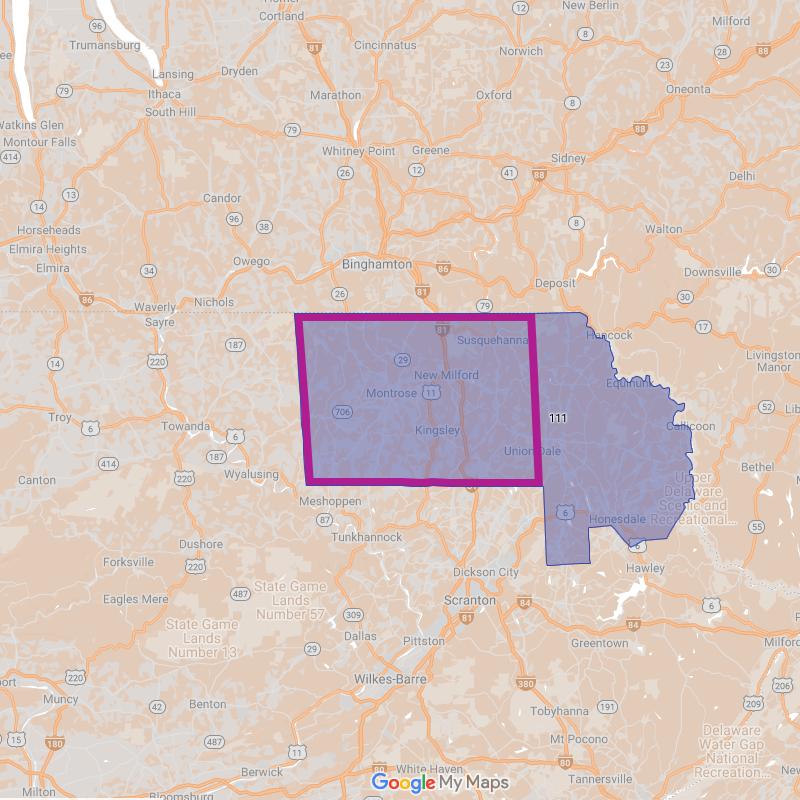 New Berlin
12
Homer
Cortland
Milford
96
Trumansburg
81
Cincinnatus
8
Norwich
28
88
23
Lansing
Dryden
Ithaca
79
Marathon
Oxford
Oneonta
8
South Hill
Watkins Glen
Montour Falls
79
88
414
Whitney Point
Greene
Sidney
26
12
41
88
Delhi
13
14
Candor
96
38
8
Walton
Horseheads
Elmira Heights
Elmira
34
Owego
Binghamton
86
Downsville
30
Deposit
86
Waverly
Nichols
26
81
79
30
Sayre
17
Susquehanna
81
Hancock
187
220
29
Livingston
Manor
14
New Milford
Equinunk
Montrose
11
706
52
Troy
6
Towanda
6
Kingsley
111
Callicoon
187
Union Dale
414
220
Wyalusing
Bethel
Canton
Upper
Delaware
Scenic and
Recreational...
Meshoppen
6
87
Honesdale
55
Tunkhannock
6
Dushore
Forksville
220
Dickson City
Hawley
State Game
Lands
Number 57
487
Eagles Mere
Scranton
84
6
309
81
State Game
Lands
Number 13
84
Dallas
Pittston
29
Greentown
Milford
220
Wilkes-Barre
380
206
Muncy
42
Benton
191
209
Tobyhanna
15
180
487
11
Mt Pocono
Delaware
Water Gap
National
Recreation...
80
80
White Haven
Berwick
Tannersville
Milton
Bloomsburg
Google My Maps